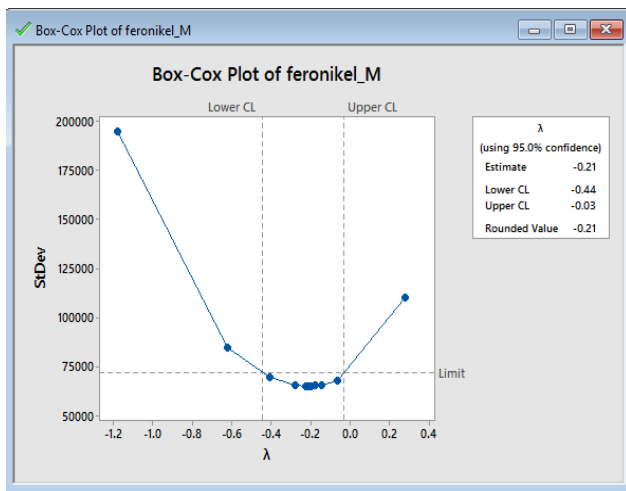 Box-Cox Plot of feronikel_M
Box-Cox Plot of feronikel_M
Lower CL Upper CL
200000
175000
150000
125000
100000
75000
50000
StDev
Limit
-1.2 -1.0 -0.8 -0.6 -0.4 -0.2 0.0 0.2 0.4
λ
λ
(using 95.0% confidence)
Estimate -0.21
Lower CL -0.44
Upper CL -0.03
Rounded Value -0.21